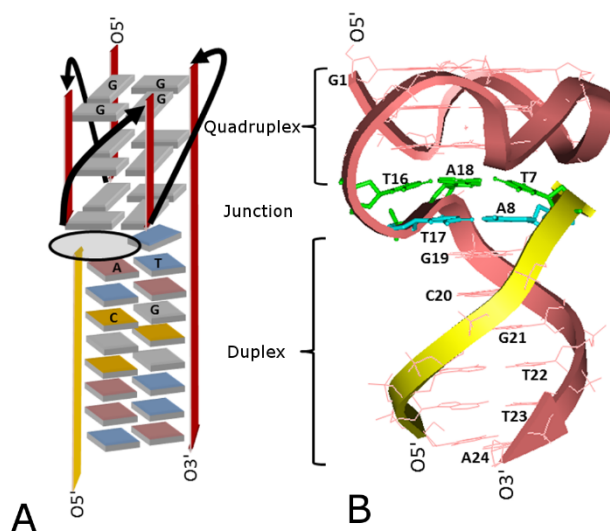 O5'
G
G
G
G
A
T
C
G
O5'
O3'
A
Quadruplex
Junction
Duplex
O5'
G1
T16
A18
T7
T17
A8
G19
C20
G21
T22
T23
A24
O5'
O3'
B